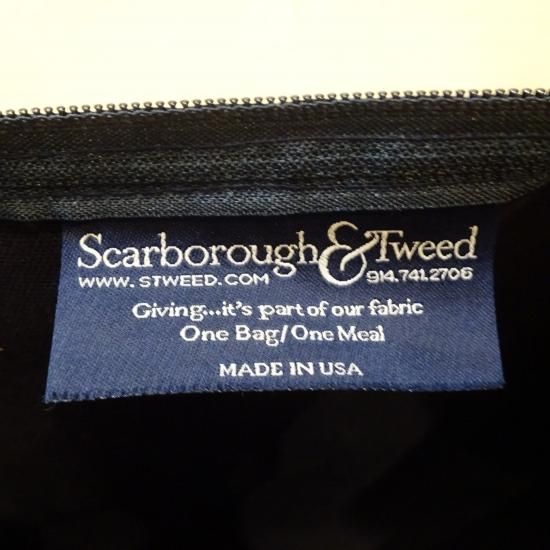 Scarborough & Tweed
WWW.STWEED.COM 914.741.2706
Giving...it's part of our fabric
One Bag/One Meal
MADE IN USA